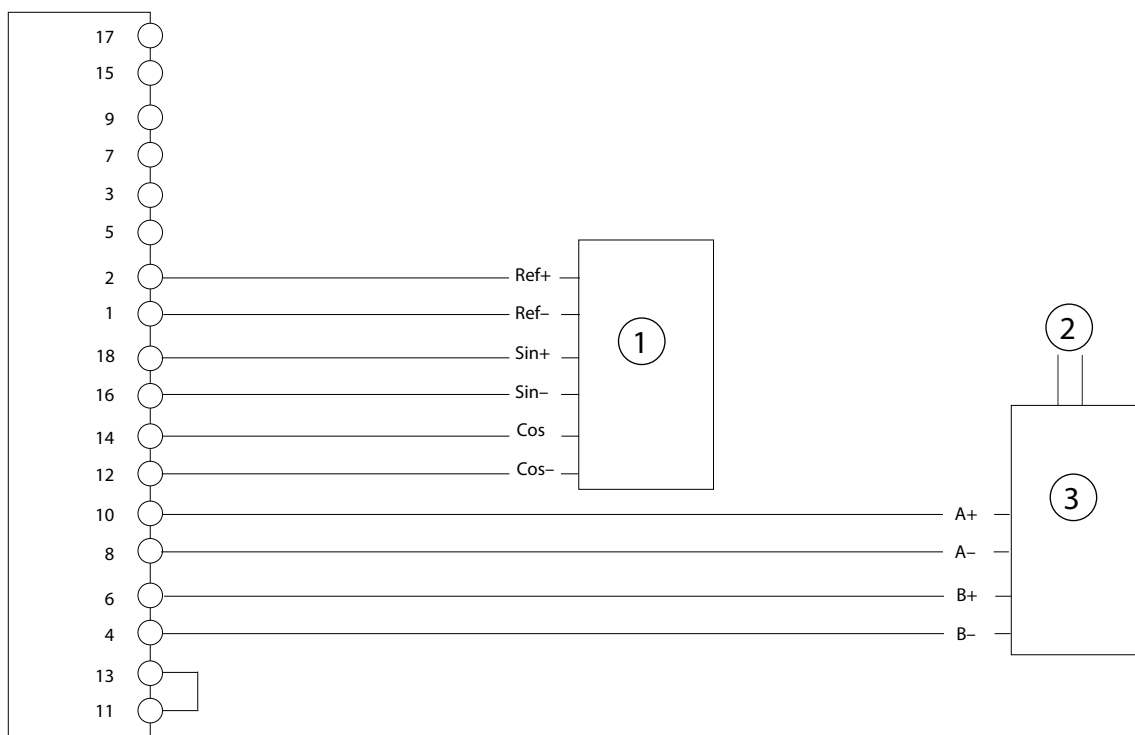 17
15
9
7
3
5
2 Ref+
1 Ref–
18 Sin+
16 Sin–
14 Cos
12 Cos–
1
2
3
10 A+
8 A–
6 B+
4 B–
13
11